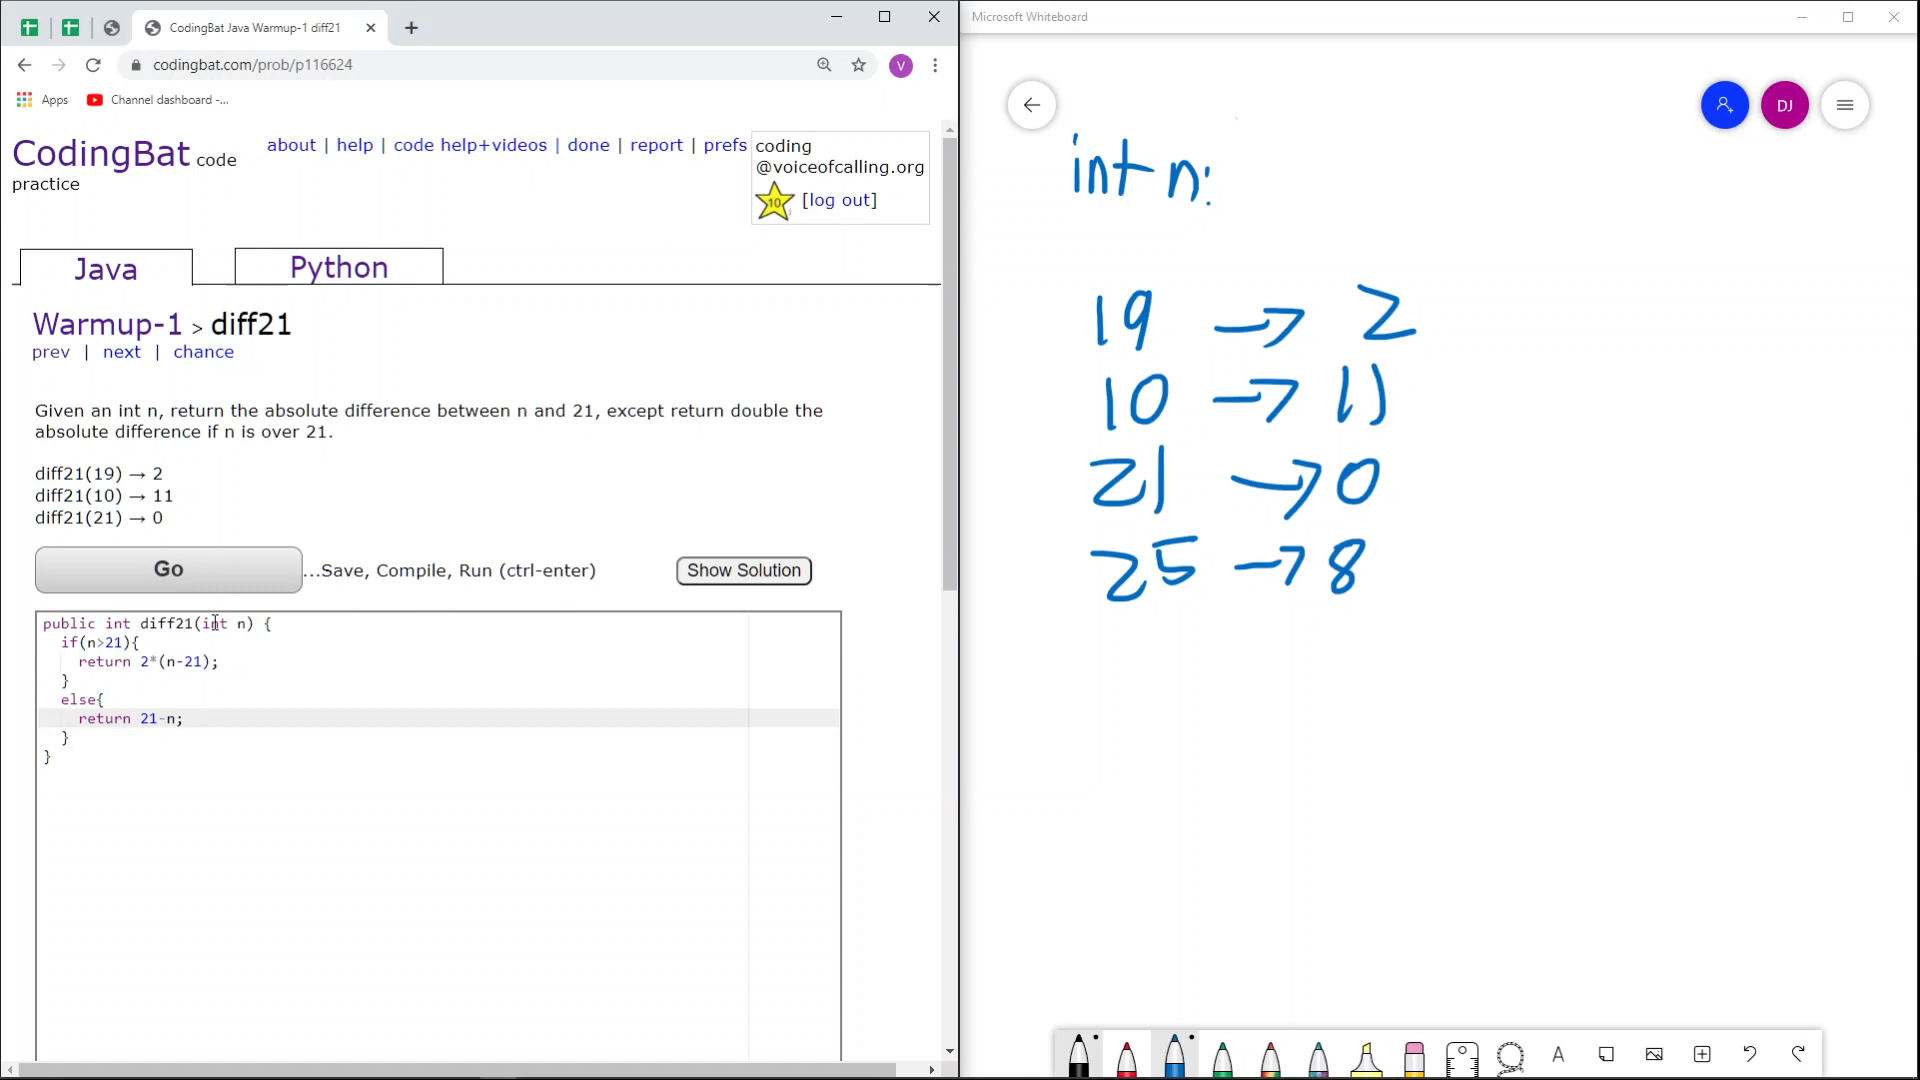 CodingBat Java Warmup-1 diff21
codingbat.com/prob/p116624
V
Apps
Channel dashboard -...
CodingBat code practice
about | help | code help+videos | done | report | prefs
coding
@voiceofcalling.org
10
[log out]
Java
Python
Warmup-1 > diff21
prev | next | chance
Given an int n, return the absolute difference between n and 21, except return double the
absolute difference if n is over 21.
diff21(19) → 2
diff21(10) → 11
diff21(21) → 0
Go
...Save, Compile, Run (ctrl-enter)
Show Solution
public int diff21(int n) {
if(n>21){
return 2*(n-21);
}
else{
return 21-n;
}
}
Microsoft Whiteboard
DJ
int n:
19 → 2
10 → 11
21 → 0
25 → 8
A